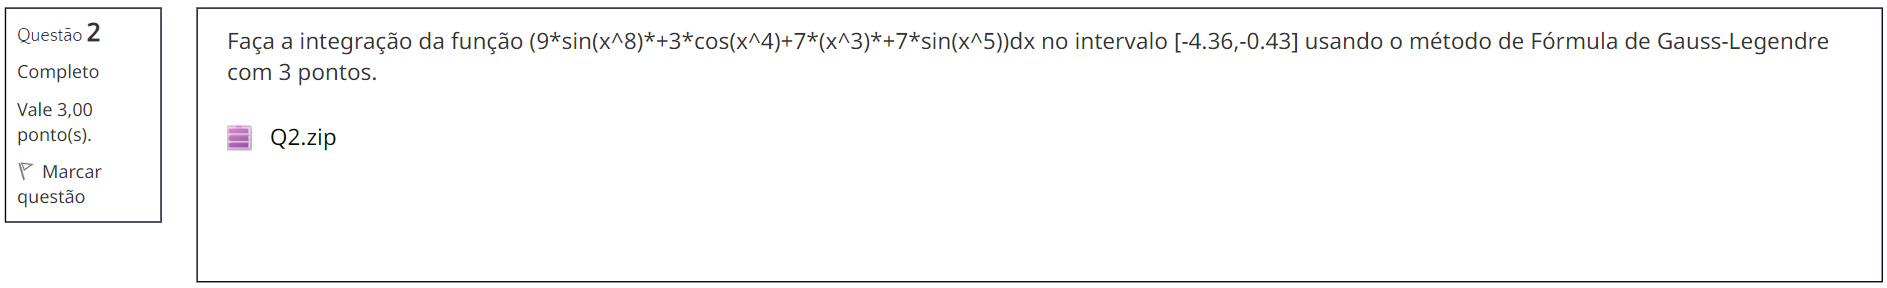 Questão 2
Completo
Vale 3,00
ponto(s).
Marcar
questão
Faça a integração da função (9*sin(x^8)*+3*cos(x^4)+7*(x^3)*+7*sin(x^5))dx no intervalo [-4.36,-0.43] usando o método de Fórmula de Gauss-Legendre
com 3 pontos.
Q2.zip